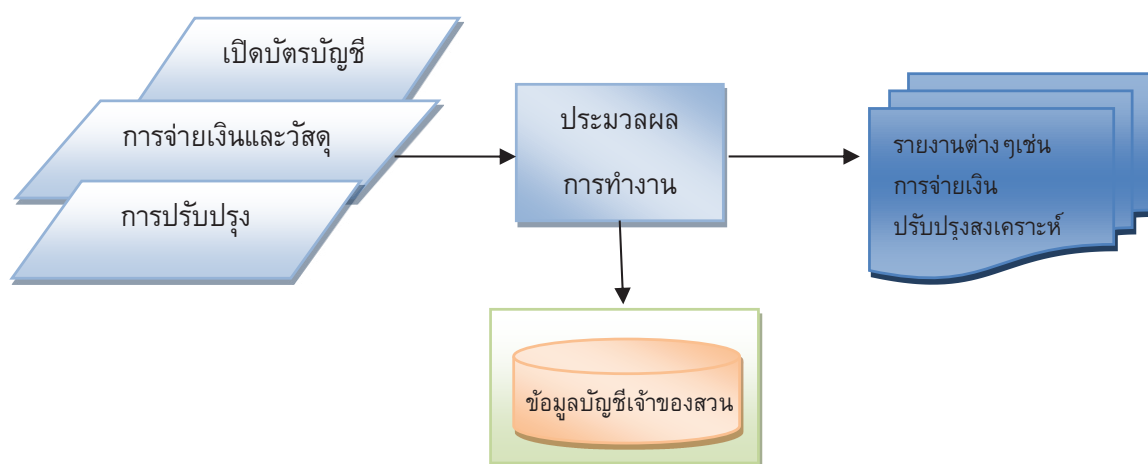 เปิดบัตรบัญชี
การจ่ายเงินและวัสดุ
การปรับปรุง
ประมวลผล
การทำงาน
รายงานต่าง ๆเช่น
การจ่ายเงิน
ปรับปรุงสงเคราะห์
ข้อมูลบัญชีเจ้าของสวน